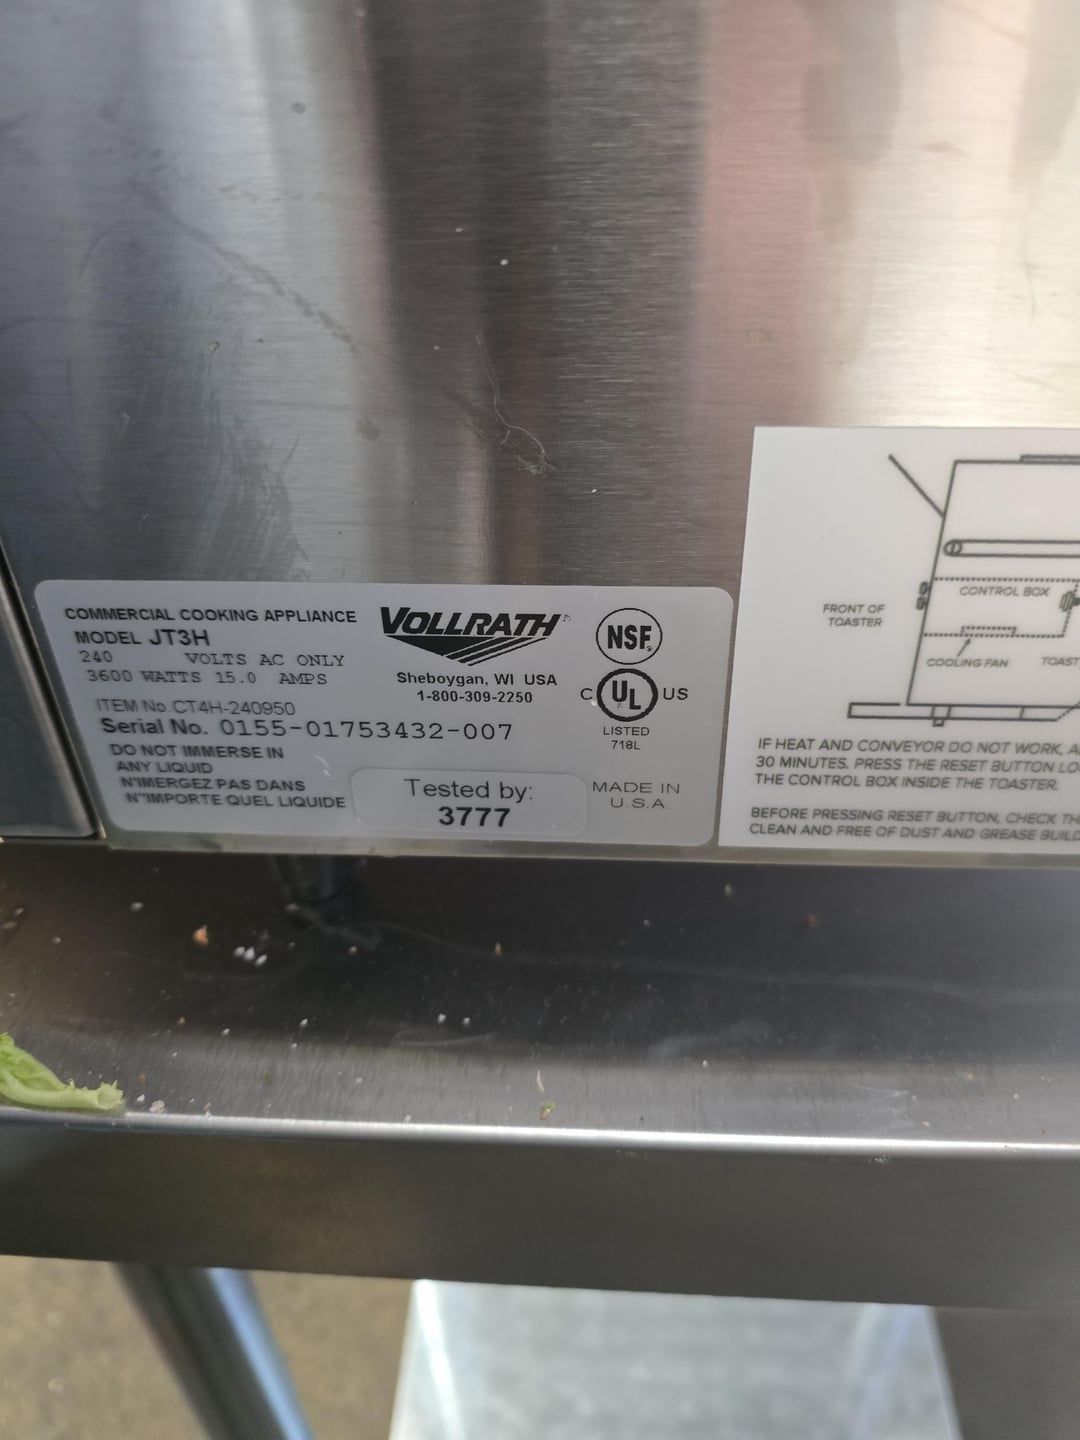 COMMERCIAL COOKING APPLIANCE
MODEL JT3H
240 VOLTS AC ONLY
3600 WATTS 15.0 AMPS
ITEM No. CT4H-240950
Serial No. 0155-01753432-007
DO NOT IMMERSE IN
ANY LIQUID
N'IMERGEZ PAS DANS
N''IMPORTE QUEL LIQUIDE
VOLLRATH
Sheboygan, WI USA
1-800-309-2250
NSF
C UL US
LISTED
718L
Tested by:
3777
MADE IN
U.S.A.
FRONT OF
TOASTER
CONTROL BOX
COOLING FAN
TOAST
IF HEAT AND CONVEYOR DO NOT WORK,
30 MINUTES. PRESS THE RESET BUTTON
THE CONTROL BOX INSIDE THE TOASTER.
BEFORE PRESSING RESET BUTTON, CHECK
CLEAN AND FREE OF DUST AND GREASE